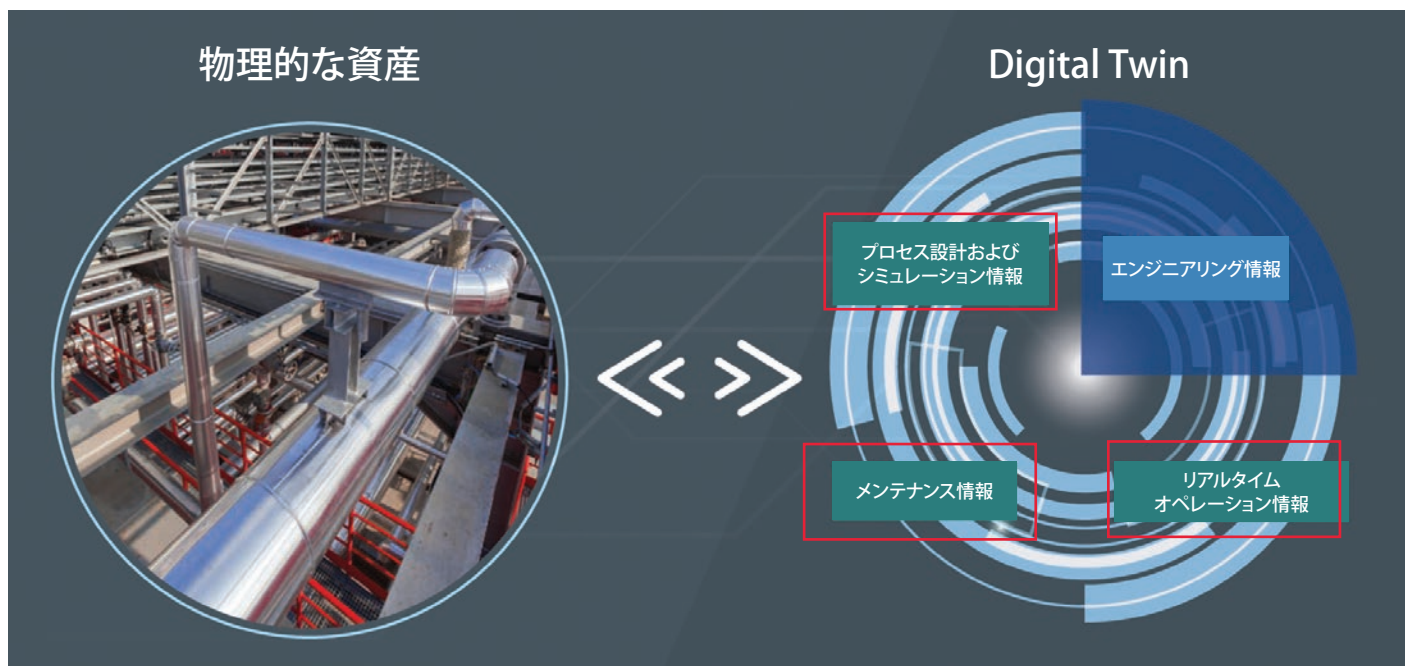 物理的な資産
Digital Twin
プロセス設計および
シミュレーション情報
エンジニアリング情報
メンテナンス情報
リアルタイム
オペレーション情報